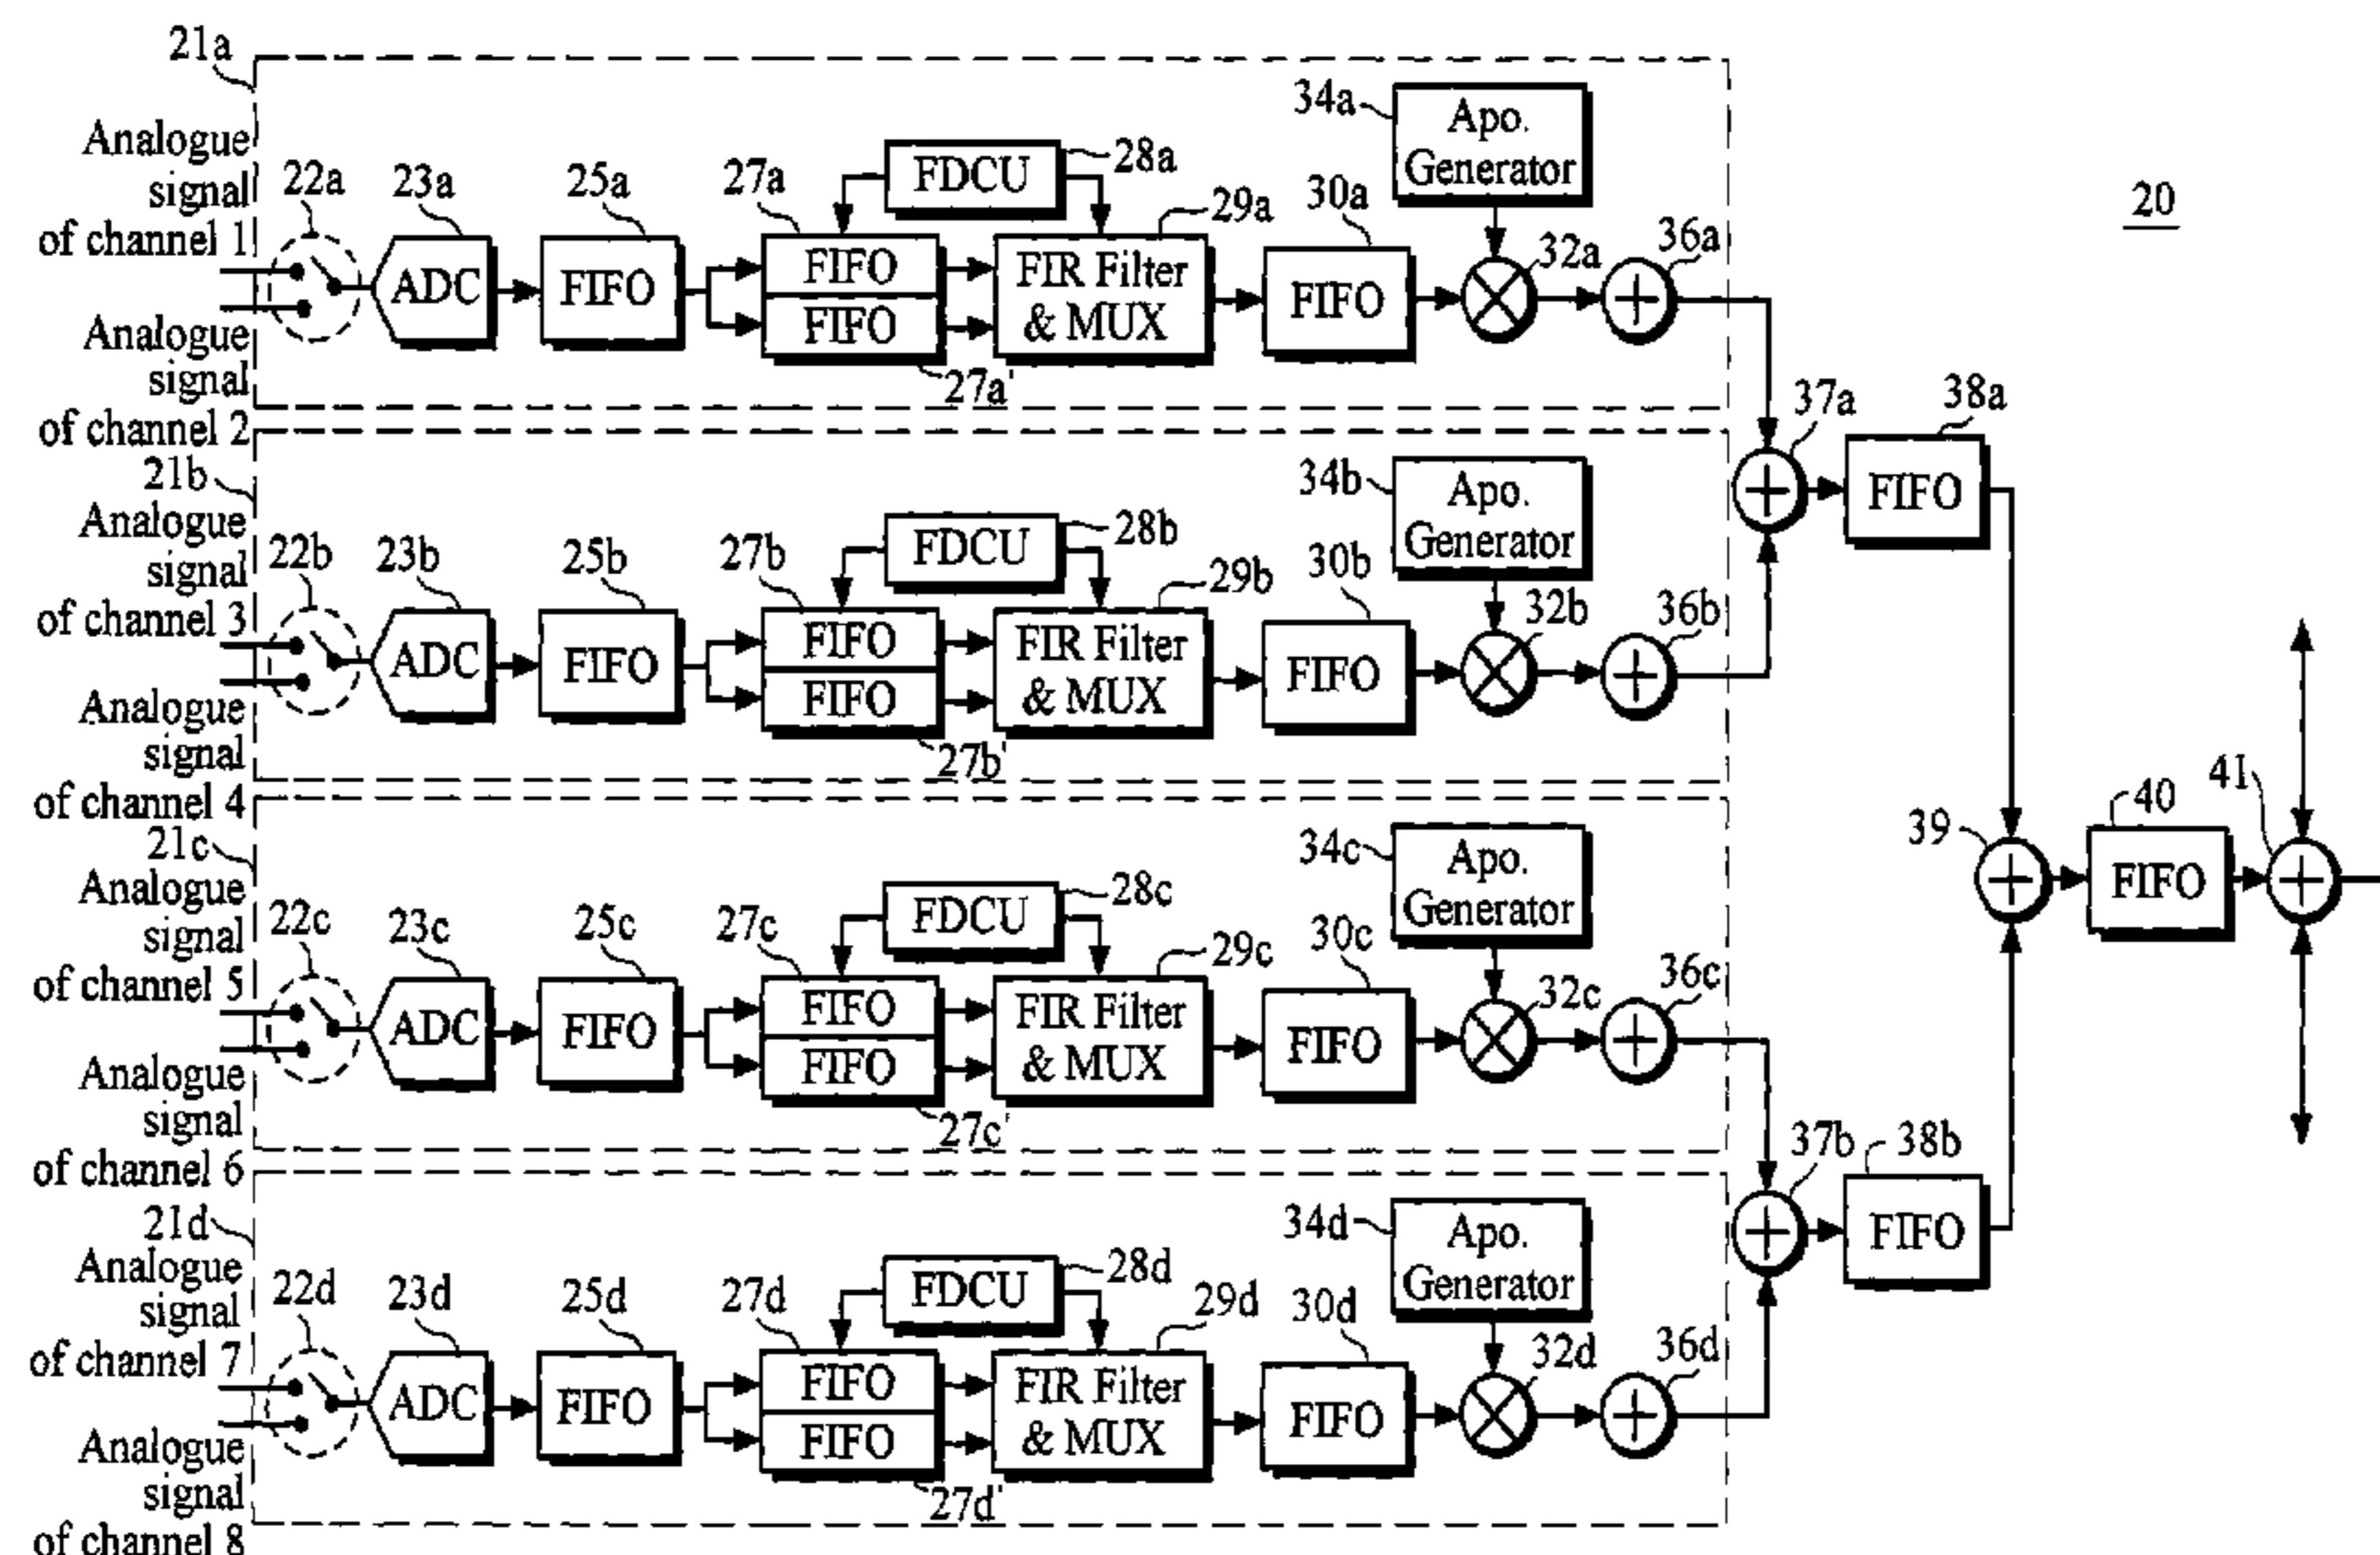 20
21a
Analogue
signal
of channel 1
Analogue
signal
of channel 2
22a
23a
ADC
25a
FIFO
27a
FIFO
FIFO
27a'
FDCU
28a
29a
FIR Filter
& MUX
30a
FIFO
34a
Apo.
Generator
32a
36a
21b
Analogue
signal
of channel 3
Analogue
signal
of channel 4
22b
23b
ADC
25b
FIFO
27b
FIFO
FIFO
27b'
FDCU
28b
29b
FIR Filter
& MUX
30b
FIFO
34b
Apo.
Generator
32b
36b
37a
38a
FIFO
21c
Analogue
signal
of channel 5
Analogue
signal
of channel 6
22c
23c
ADC
25c
FIFO
27c
FIFO
FIFO
27c'
FDCU
28c
29c
FIR Filter
& MUX
30c
FIFO
34c
Apo.
Generator
32c
36c
39
40
FIFO
41
21d
Analogue
signal
of channel 7
Analogue
signal
of channel 8
22d
23d
ADC
25d
FIFO
27d
FIFO
FIFO
27d'
FDCU
28d
29d
FIR Filter
& MUX
30d
FIFO
34d
Apo.
Generator
32d
36d
37b
38b
FIFO